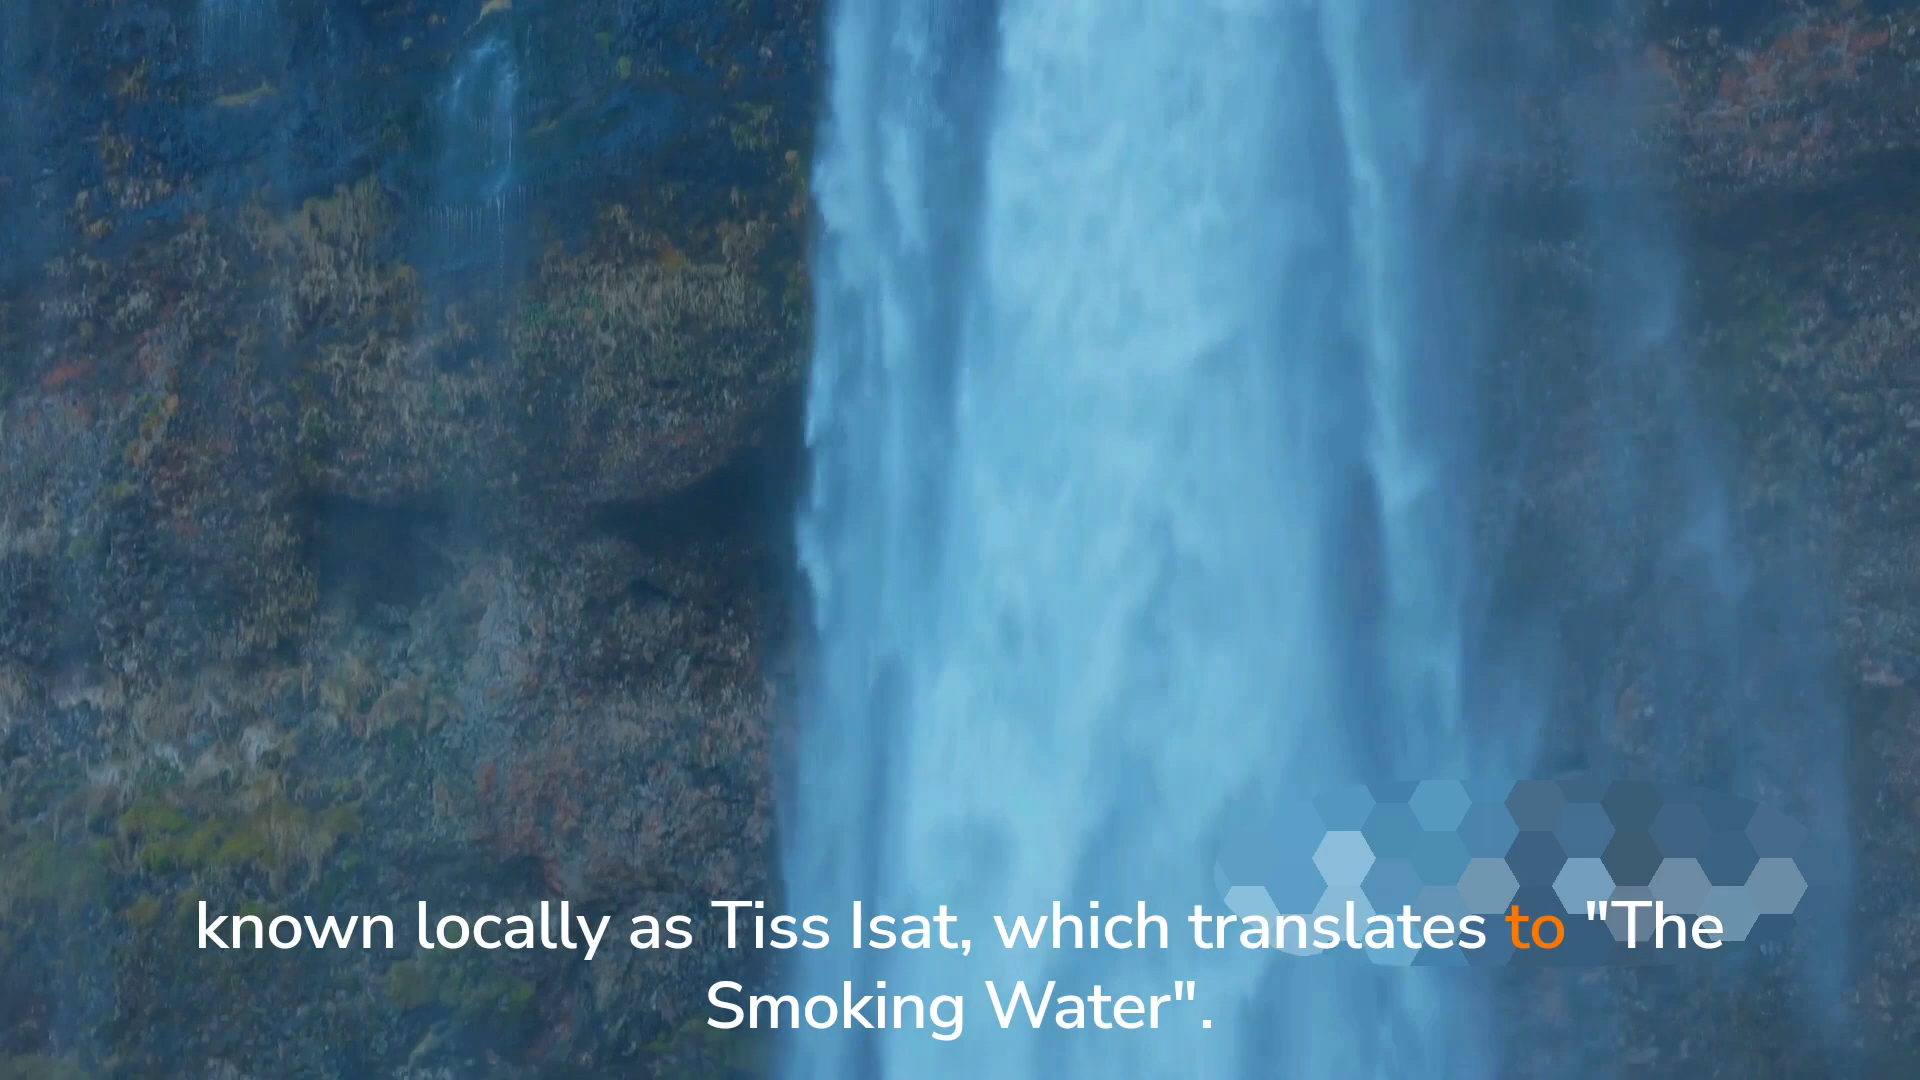 known locally as Tiss Isat, which translates to "The
Smoking Water".